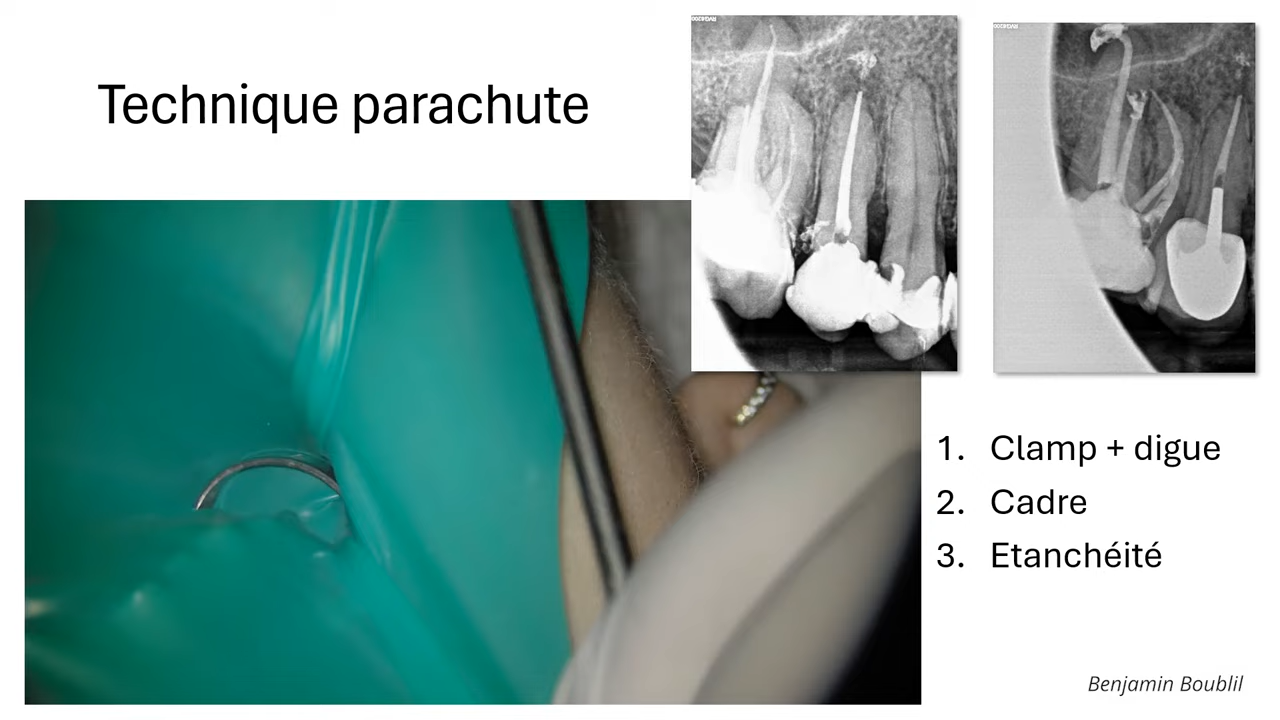 Technique parachute
1. Clamp + digue
2. Cadre
3. Etanchéité
Benjamin Boublil